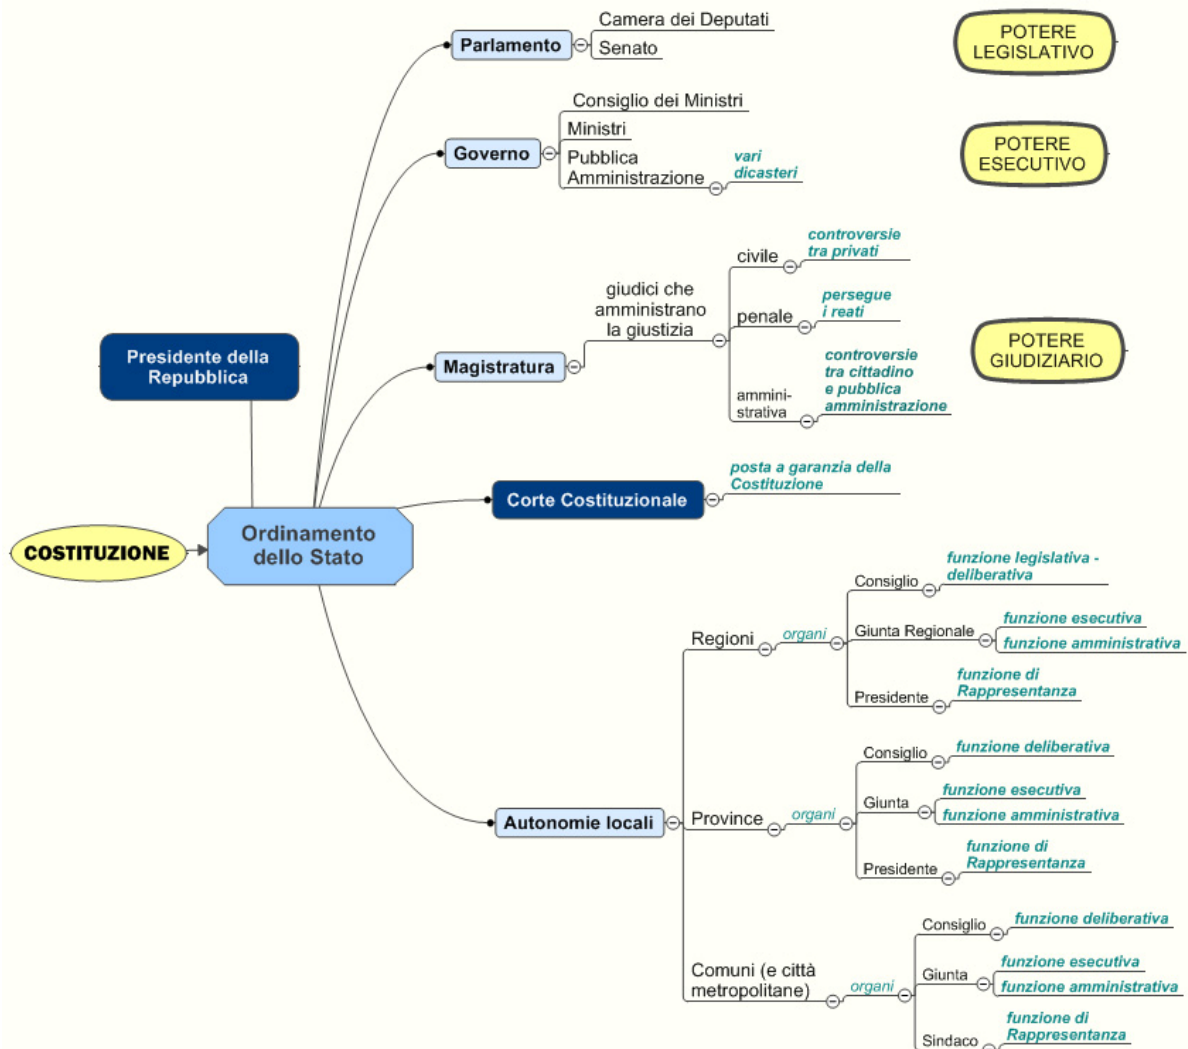 Camera dei Deputati
Parlamento
Senato
POTERE
LEGISLATIVO
Consiglio dei Ministri
Ministri
Governo
Pubblica
Amministrazione
vari
dicasteri
POTERE
ESECUTIVO
controversie
tra privati
civile
giudici che
amministrano
la giustizia
persegue
i reati
penale
Presidente della
Repubblica
Magistratura
controversie
tra cittadino
e pubblica
amministrazione
ammini-
strativa
POTERE
GIUDIZIARIO
posta a garanzia della
Costituzione
Corte Costituzionale
Ordinamento
dello Stato
COSTITUZIONE
funzione legislativa -
deliberativa
Consiglio
Regioni
organi
Giunta Regionale
funzione esecutiva
funzione amministrativa
funzione di
Rappresentanza
Presidente
Consiglio
funzione deliberativa
Autonomie locali
Province
organi
Giunta
funzione esecutiva
funzione amministrativa
funzione di
Rappresentanza
Presidente
Consiglio
funzione deliberativa
Comuni (e città
metropolitane)
organi
Giunta
funzione esecutiva
funzione amministrativa
funzione di
Rappresentanza
Sindaco